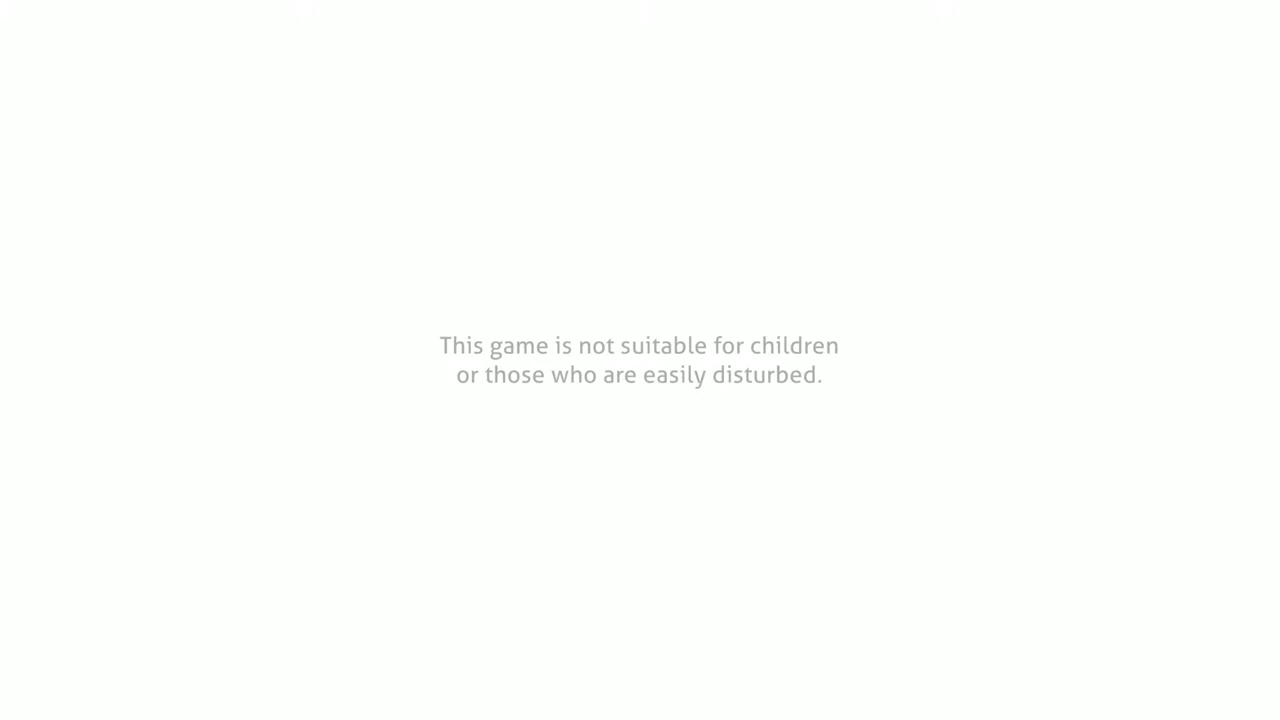 This game is not suitable for children
or those who are easily disturbed.